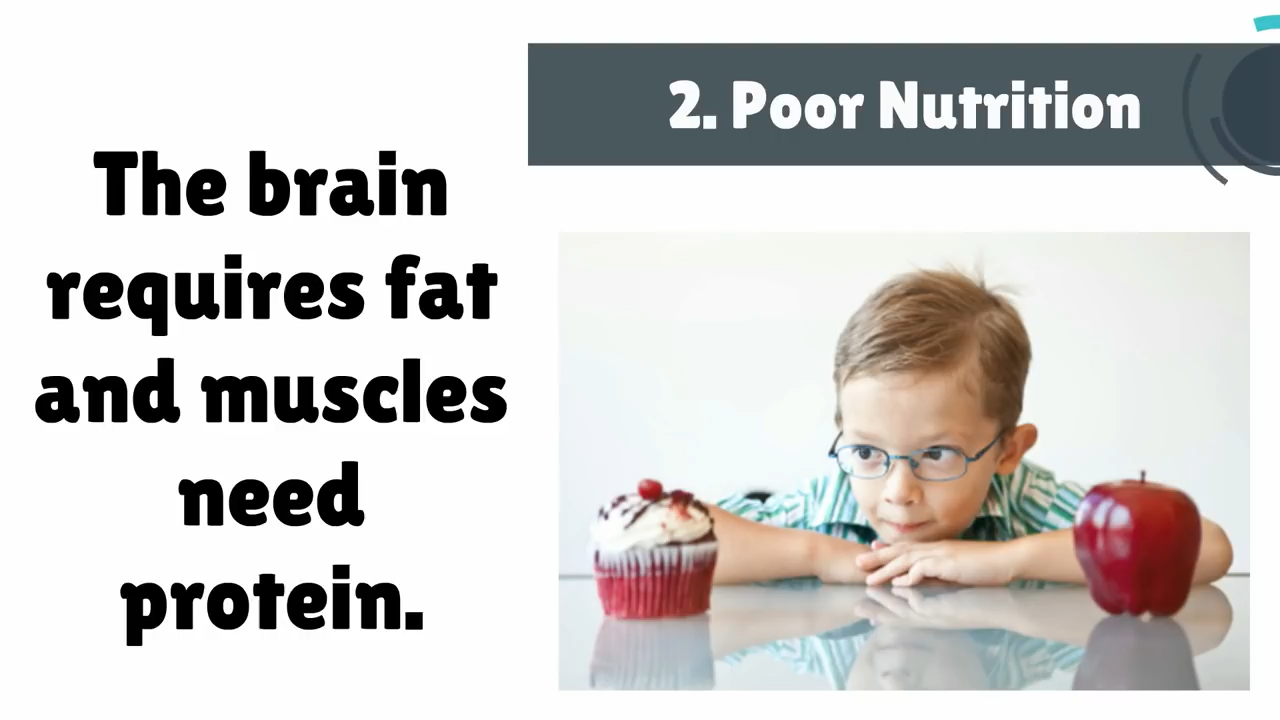 2. Poor Nutrition
The brain
requires fat
and muscles
need
protein.